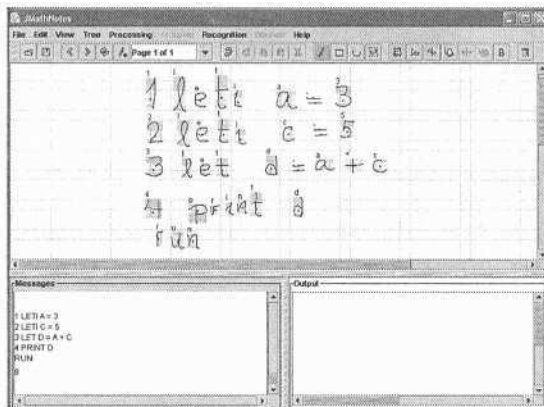 JMathNotes
File Edit View Tree Processing Recognition Help
Page 1 of 1
1 leti a = 3
2 leti c = 5
3 let d = a + c
4 print d
run
Messages
Output
1 LETI A = 3
2 LETI C = 5
3 LET D = A + C
4 PRINT D
RUN
8